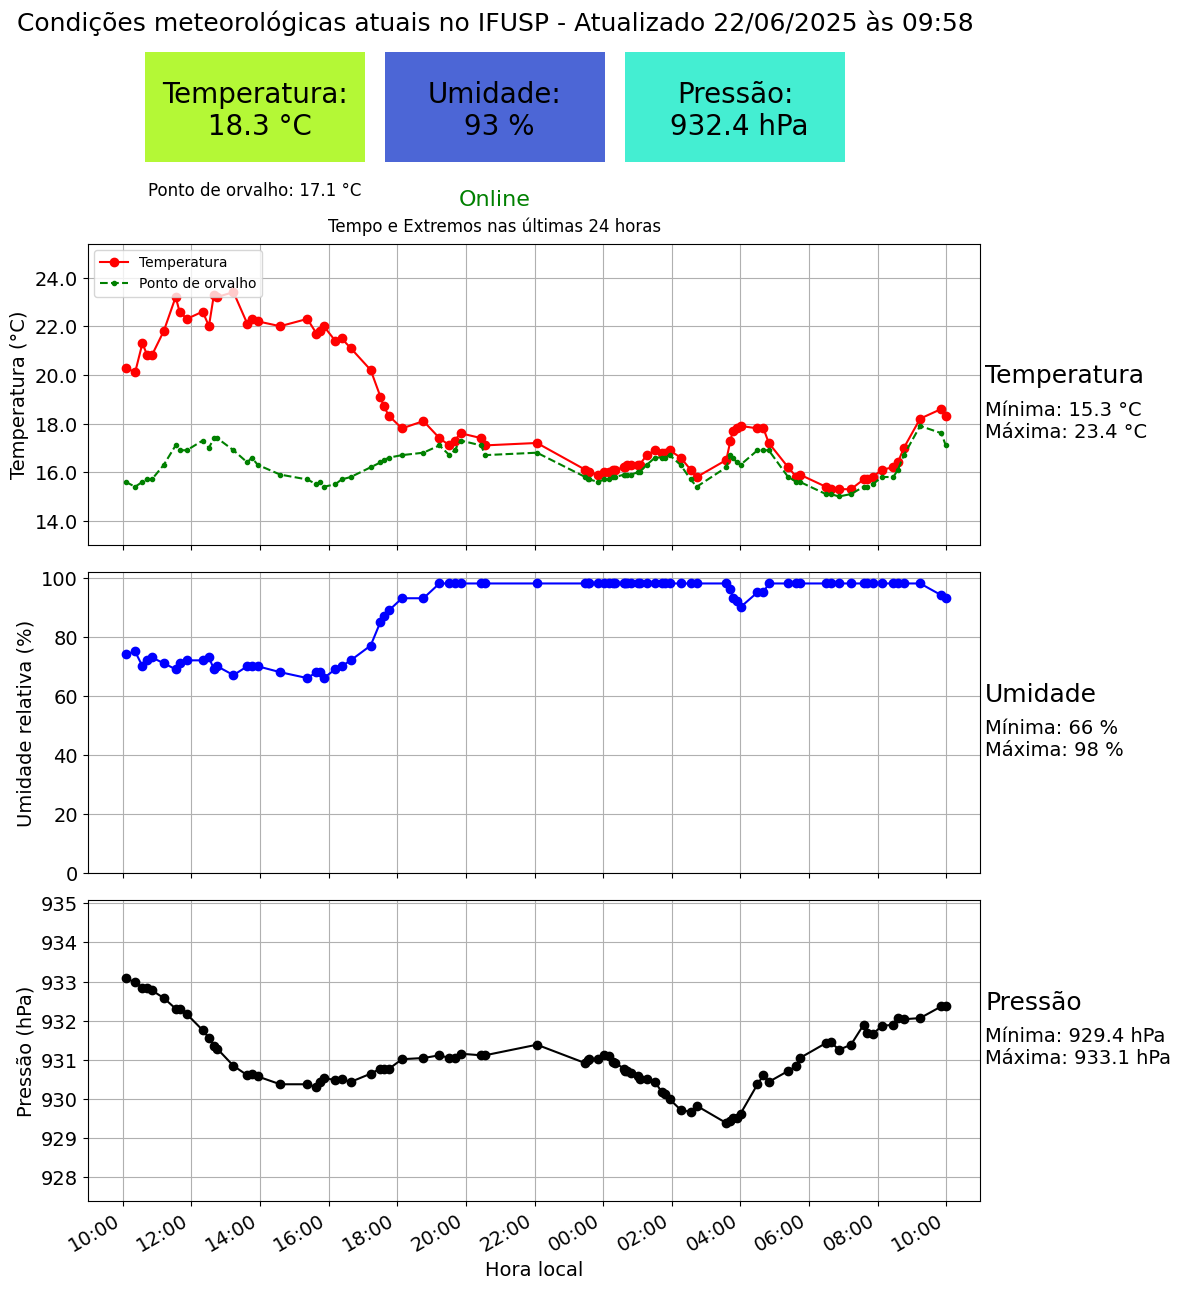 Condições meteorológicas atuais no IFUSP - Atualizado 22/06/2025 às 09:58
Temperatura:
18.3 °C
Umidade:
93 %
Pressão:
932.4 hPa
Ponto de orvalho: 17.1 °C
Online
Tempo e Extremos nas últimas 24 horas
Temperatura
Ponto de orvalho
Temperatura (°C)
24.0
22.0
20.0
18.0
16.0
14.0
Temperatura
Mínima: 15.3 °C
Máxima: 23.4 °C
Umidade relativa (%)
100
80
60
40
20
0
Umidade
Mínima: 66 %
Máxima: 98 %
Pressão (hPa)
935
934
933
932
931
930
929
928
Pressão
Mínima: 929.4 hPa
Máxima: 933.1 hPa
10:00 12:00 14:00 16:00 18:00 20:00 22:00 00:00 02:00 04:00 06:00 08:00 10:00
Hora local